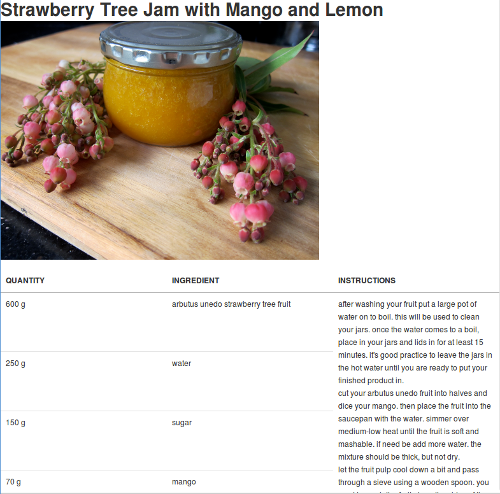 Strawberry Tree Jam with Mango and Lemon
QUANTITY INGREDIENT INSTRUCTIONS
600 g arbutus unedo strawberry tree fruit
250 g water
150 g sugar
70 g mango
after washing your fruit put a large pot of
water on to boil. this will be used to clean
your jars. once the water comes to a boil,
place in your jars and lids in for at least 15
minutes. it's good practice to leave the jars in
the hot water until you are ready to put your
finished product in.
cut your arbutus unedo fruit into halves and
dice your mango. then place the fruit into the
saucepan with the water. simmer over
medium-low heat until the fruit is soft and
mashable. if need be add more water. the
mixture should be thick, but not dry.
let the fruit pulp cool down a bit and pass
through a sieve using a wooden spoon. you